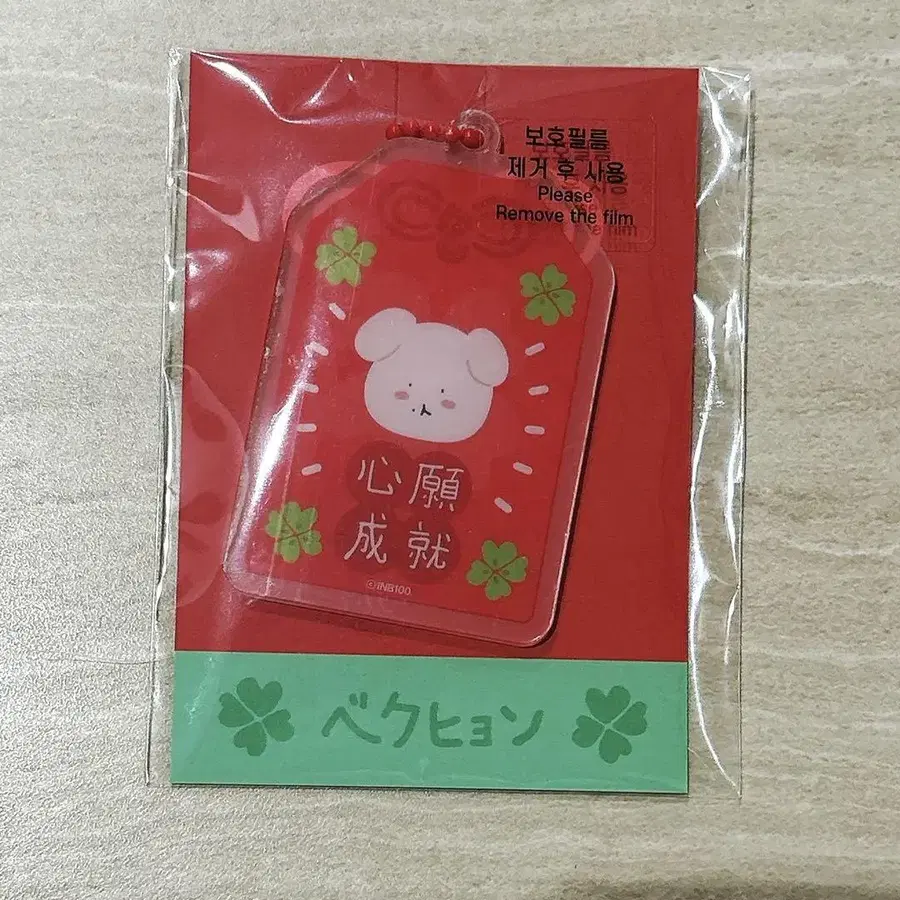 보호필름
제거 후 사용
Please
Remove the film
心願
成就
©INB100
ベクヒョン